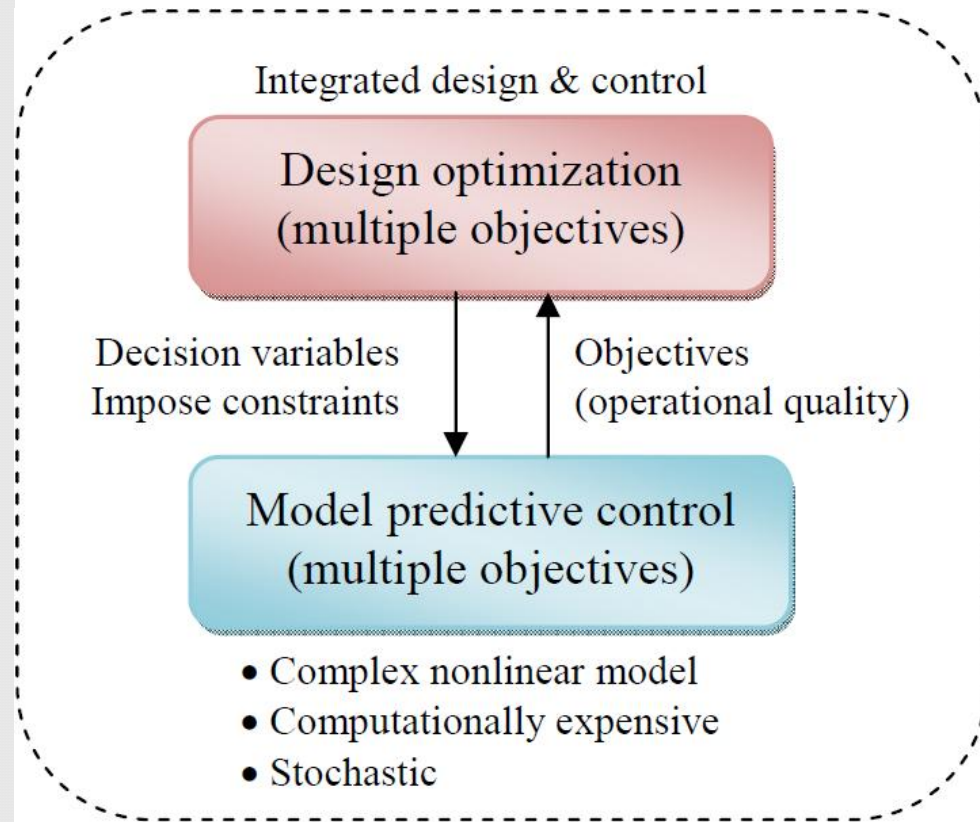 Integrated design & control
Design optimization
(multiple objectives)
Decision variables
Impose constraints
Objectives
(operational quality)
Model predictive control
(multiple objectives)
• Complex nonlinear model
• Computationally expensive
• Stochastic